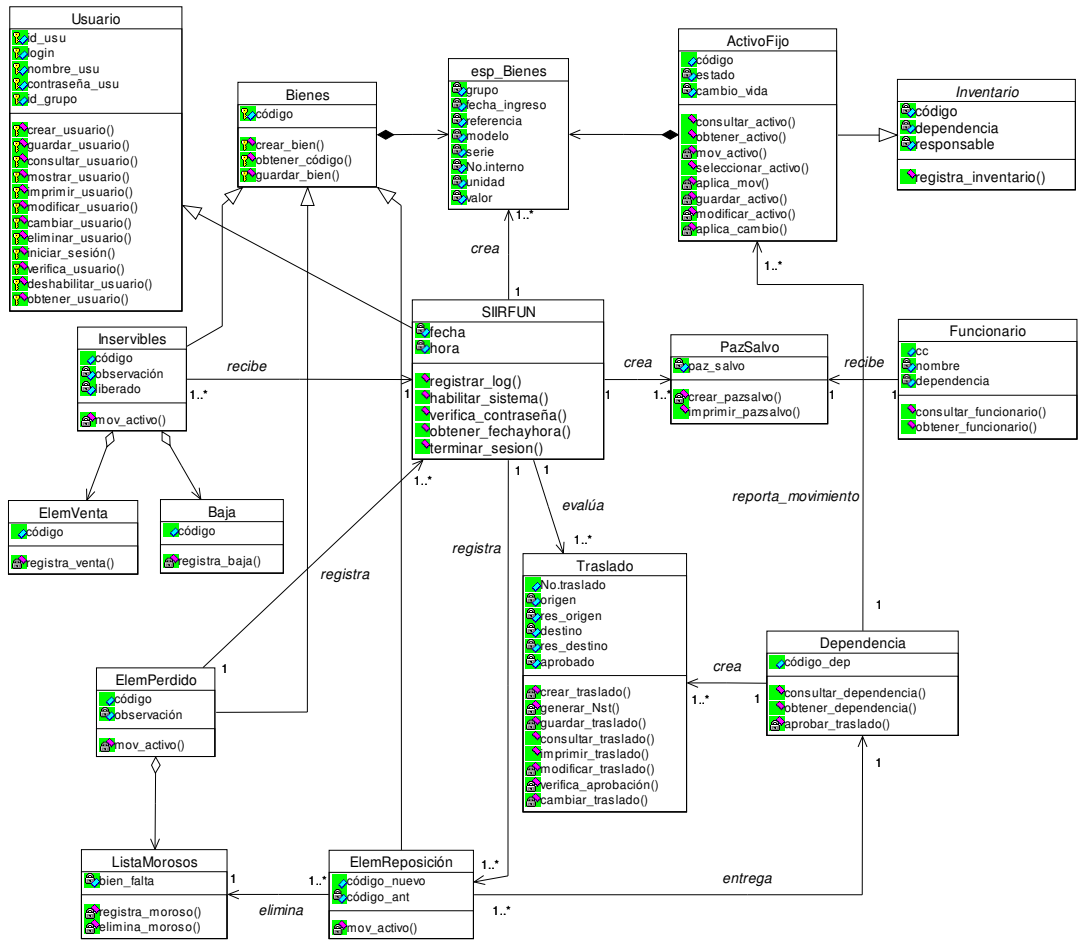 Usuario
id_usu
login
nombre_usu
contraseña_usu
id_grupo
crear_usuario()
guardar_usuario()
consultar_usuario()
mostrar_usuario()
imprimir_usuario()
modificar_usuario()
cambiar_usuario()
eliminar_usuario()
iniciar_sesión()
verifica_usuario()
deshabilitar_usuario()
obtener_usuario()
Bienes
código
crear_bien()
obtener_código()
guardar_bien()
esp_Bienes
grupo
fecha_ingreso
referencia
modelo
serie
No.interno
unidad
valor
ActivoFijo
código
estado
cambio_vida
consultar_activo()
obtener_activo()
mov_activo()
seleccionar_activo()
aplica_mov()
guardar_activo()
modificar_activo()
aplica_cambio()
Inventario
código
dependencia
responsable
registra_inventario()
1..*
crea
1
1..*
SIIRFUN
fecha
hora
registrar_log()
habilitar_sistema()
verifica_contraseña()
obtener_fechayhora()
terminar_sesion()
Inservibles
código
observación
liberado
mov_activo()
recibe
1..*
1
crea
1
1..*
PazSalvo
paz_salvo
crear_pazsalvo()
imprimir_pazsalvo()
recibe
1
1
Funcionario
cc
nombre
dependencia
consultar_funcionario()
obtener_funcionario()
ElemVenta
código
registra_venta()
Baja
código
registra_baja()
1..*
1
1
evalúa
1..*
registra
registra
1
reporta_movimiento
1
Traslado
No.traslado
origen
res_origen
destino
res_destino
aprobado
crear_traslado()
generar_Nst()
guardar_traslado()
consultar_traslado()
imprimir_traslado()
modificar_traslado()
verifica_aprobación()
cambiar_traslado()
crea
1..*
1
Dependencia
código_dep
consultar_dependencia()
obtener_dependencia()
aprobar_traslado()
1
ElemPerdido
código
observación
mov_activo()
ListaMorosos
bien_falta
registra_moroso()
elimina_moroso()
1
1..*
elimina
ElemReposición
código_nuevo
código_ant
mov_activo()
1..*
1..*
entrega